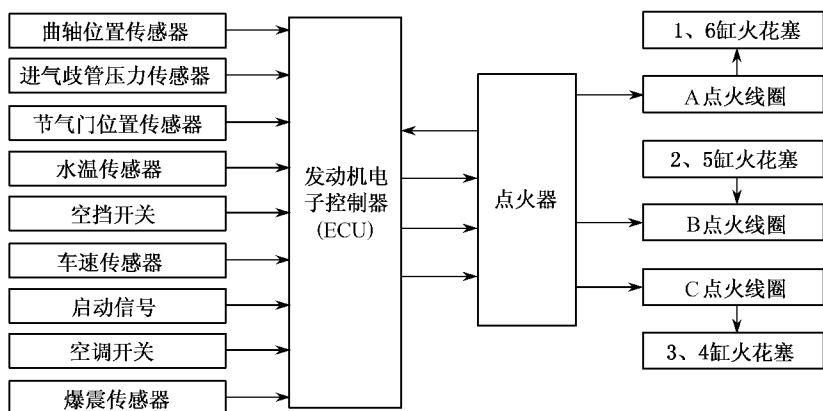 曲轴位置传感器
进气歧管压力传感器
节气门位置传感器
水温传感器
空挡开关
车速传感器
启动信号
空调开关
爆震传感器
发动机电
子控制器
(ECU)
点火器
1、6缸火花塞
A点火线圈
2、5缸火花塞
B点火线圈
C点火线圈
3、4缸火花塞